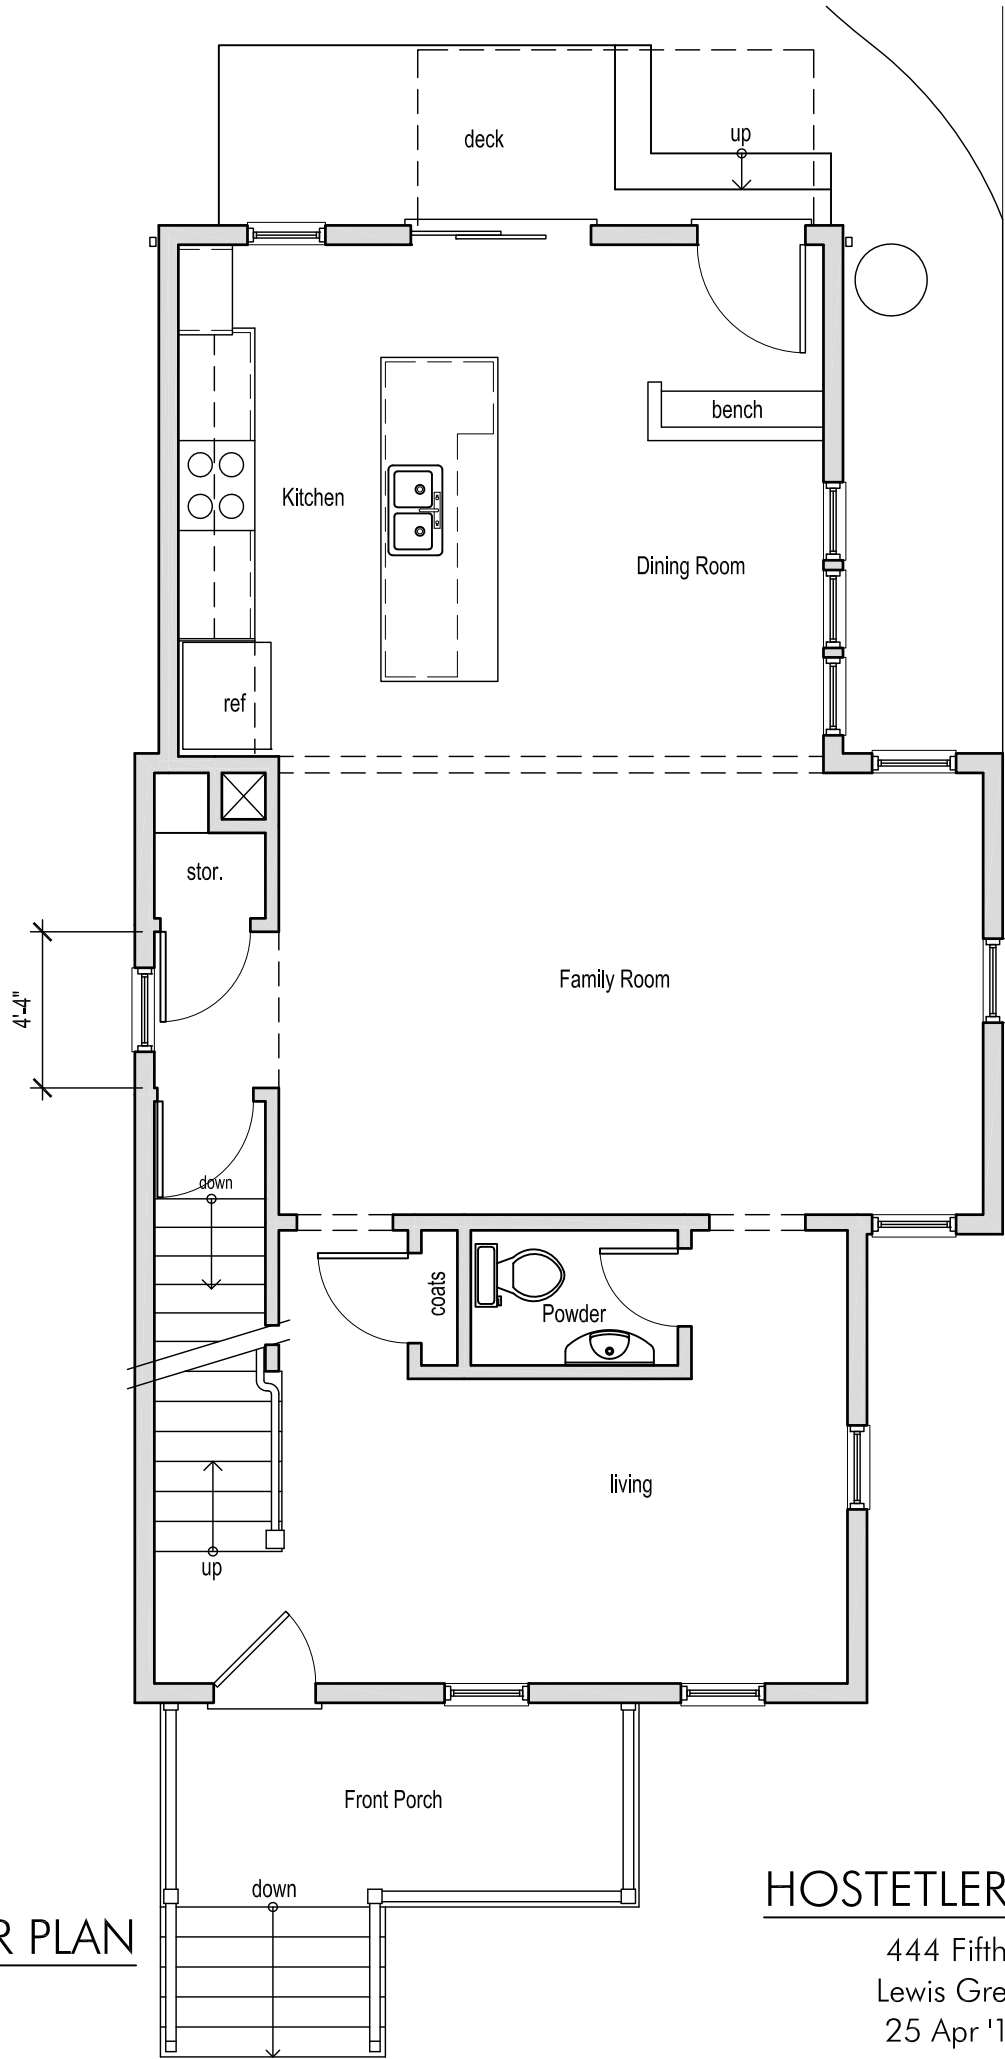 deck
up
bench
Kitchen
Dining Room
ref
stor.
4'-4"
Family Room
down
coats
Powder
living
up
Front Porch
down
R PLAN
HOSTETLER
444 Fifth
Lewis Gre
25 Apr '1